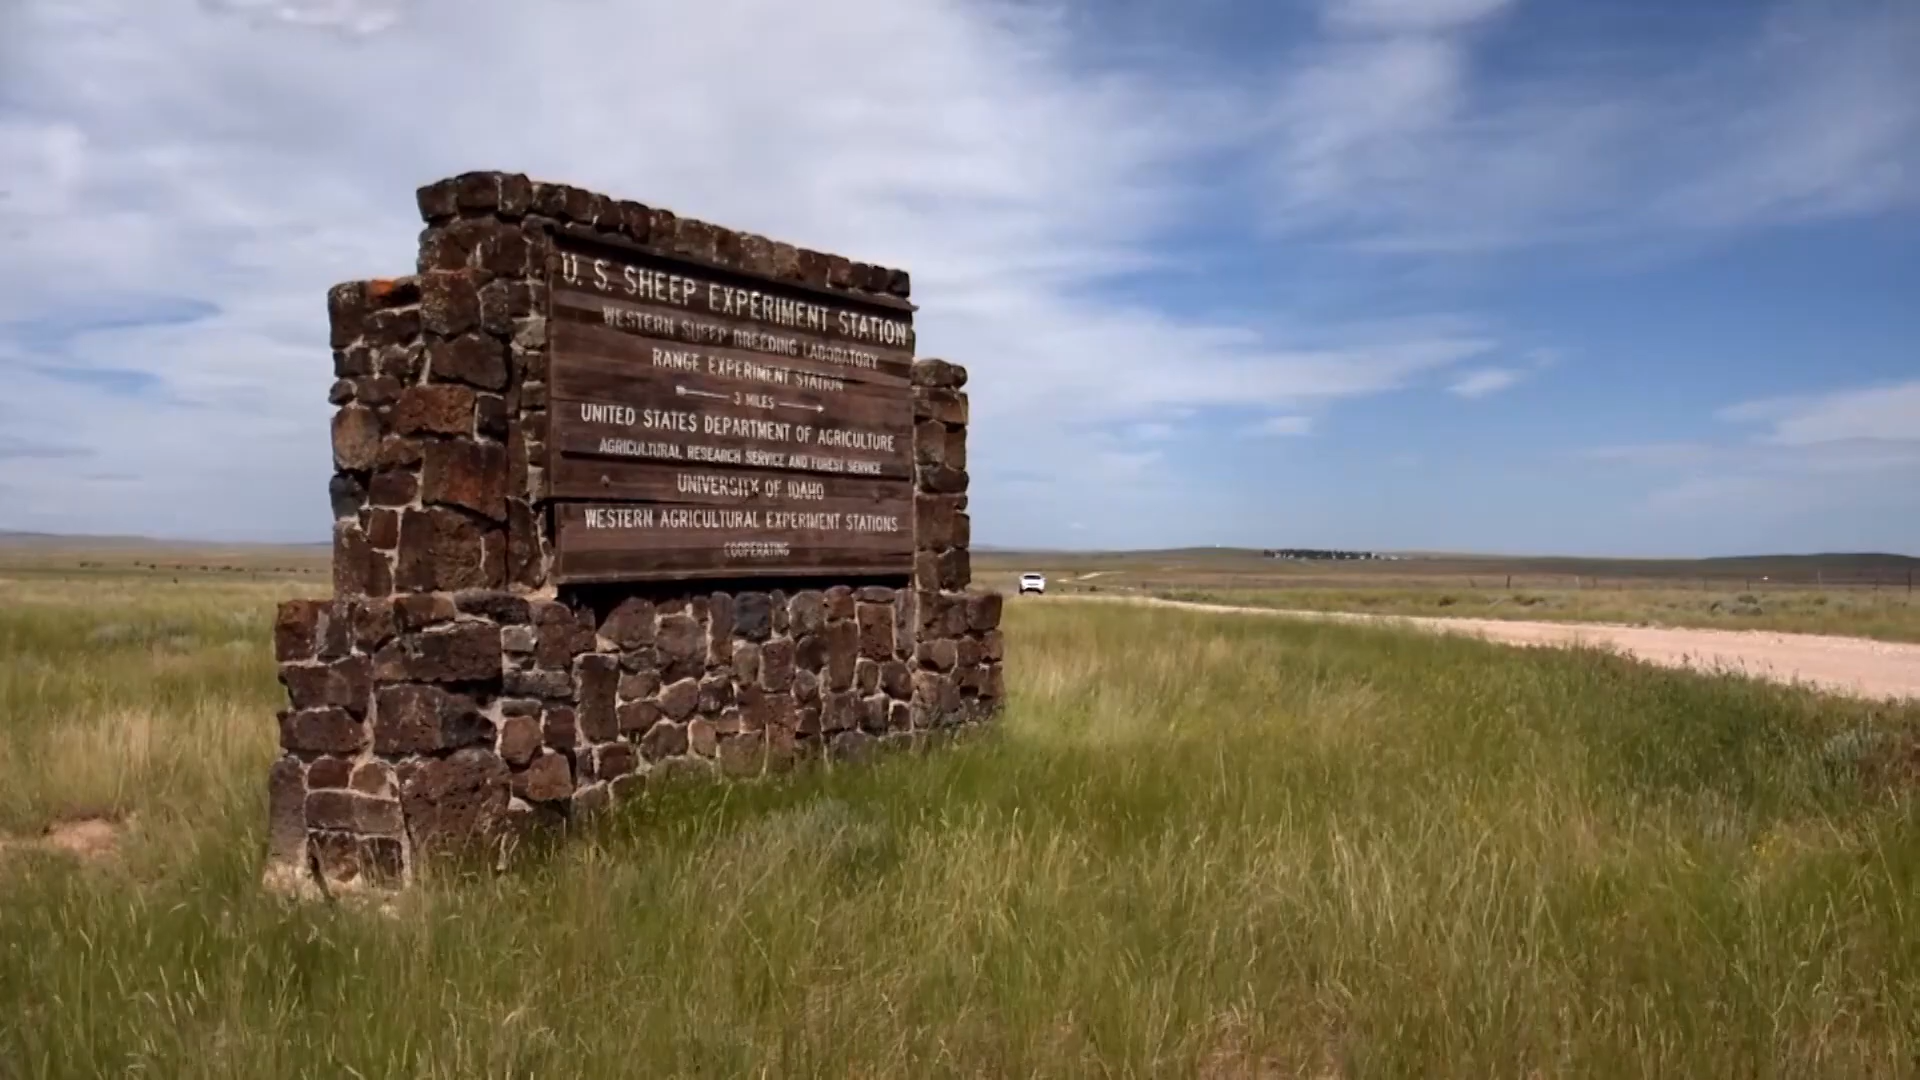 U. S. SHEEP EXPERIMENT STATION
WESTERN SHEEP BREEDING LABORATORY
RANGE EXPERIMENT STATION
3 MILES
UNITED STATES DEPARTMENT OF AGRICULTURE
AGRICULTURAL RESEARCH SERVICE AND FOREST SERVICE
UNIVERSITY OF IDAHO
WESTERN AGRICULTURAL EXPERIMENT STATIONS
COOPERATING